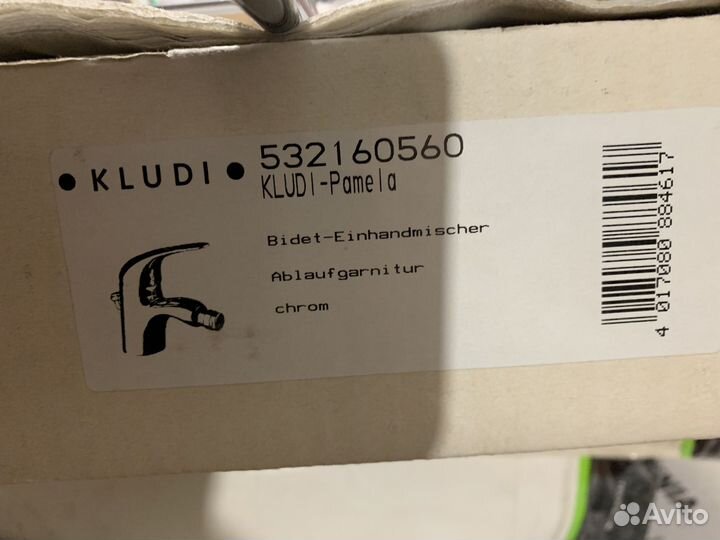 • KLUDI •
532160560
KLUDI-Pamela
Bidet-Einhandmischer
Ablaufgarnitur
chrom
4 017080 884617
Avito